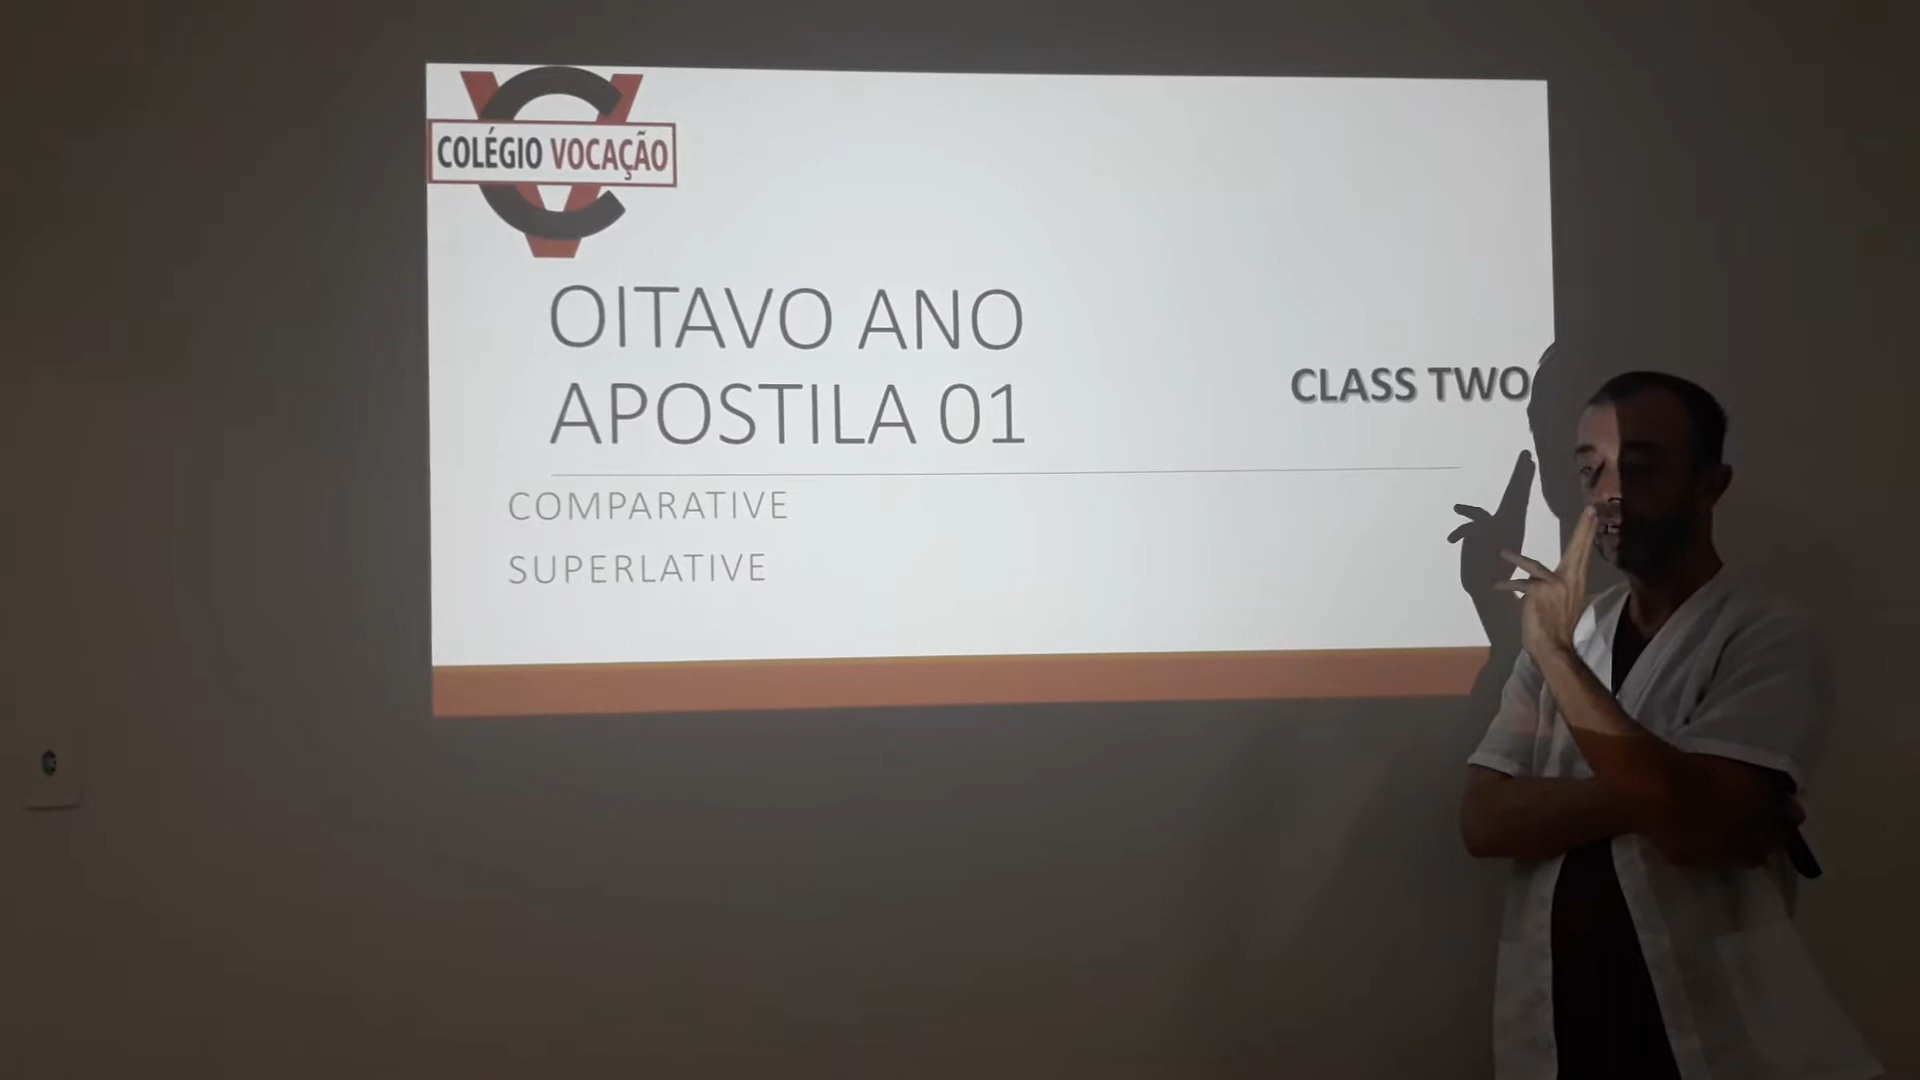 COLÉGIO VOCAÇÃO
OITAVO ANO
APOSTILA 01
CLASS TWO
COMPARATIVE
SUPERLATIVE